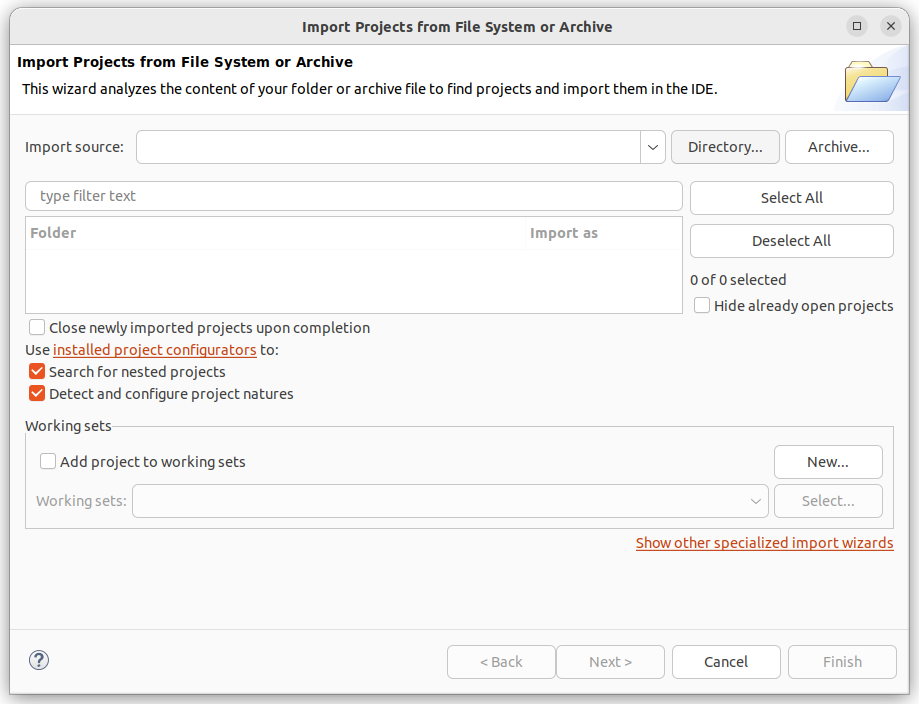 Import Projects from File System or Archive
Import Projects from File System or Archive
This wizard analyzes the content of your folder or archive file to find projects and import them in the IDE.
Import source: Directory... Archive...
type filter text Select All
Folder Import as
Deselect All
0 of 0 selected
Hide already open projects
Close newly imported projects upon completion
Use installed project configurators to:
Search for nested projects
Detect and configure project natures
Working sets
Add project to working sets New...
Working sets: Select...
Show other specialized import wizards
? < Back Next > Cancel Finish